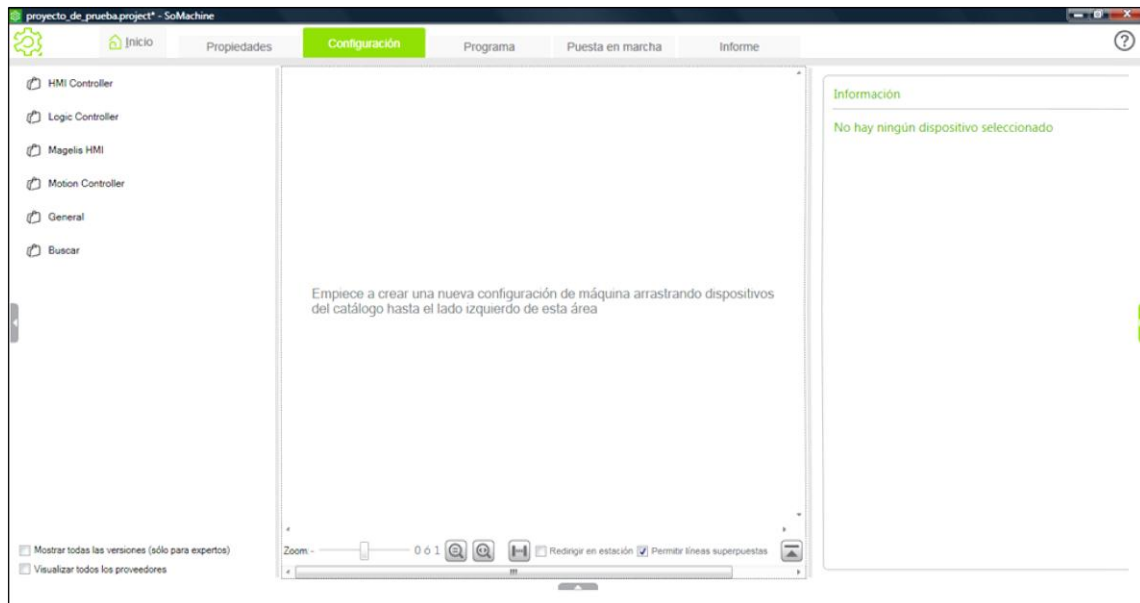 proyecto_de_prueba.project* - SoMachine
Inicio
Propiedades
Configuración
Programa
Puesta en marcha
Informe
HMI Controller
Logic Controller
Magelis HMI
Motion Controller
General
Buscar
Empiece a crear una nueva configuración de máquina arrastrando dispositivos
del catálogo hasta el lado izquierdo de esta área
Información
No hay ningún dispositivo seleccionado
Mostrar todas las versiones (sólo para expertos)
Visualizar todos los proveedores
Zoom: - 0 ó 1
Redirigir en estación
Permitir líneas superpuestas